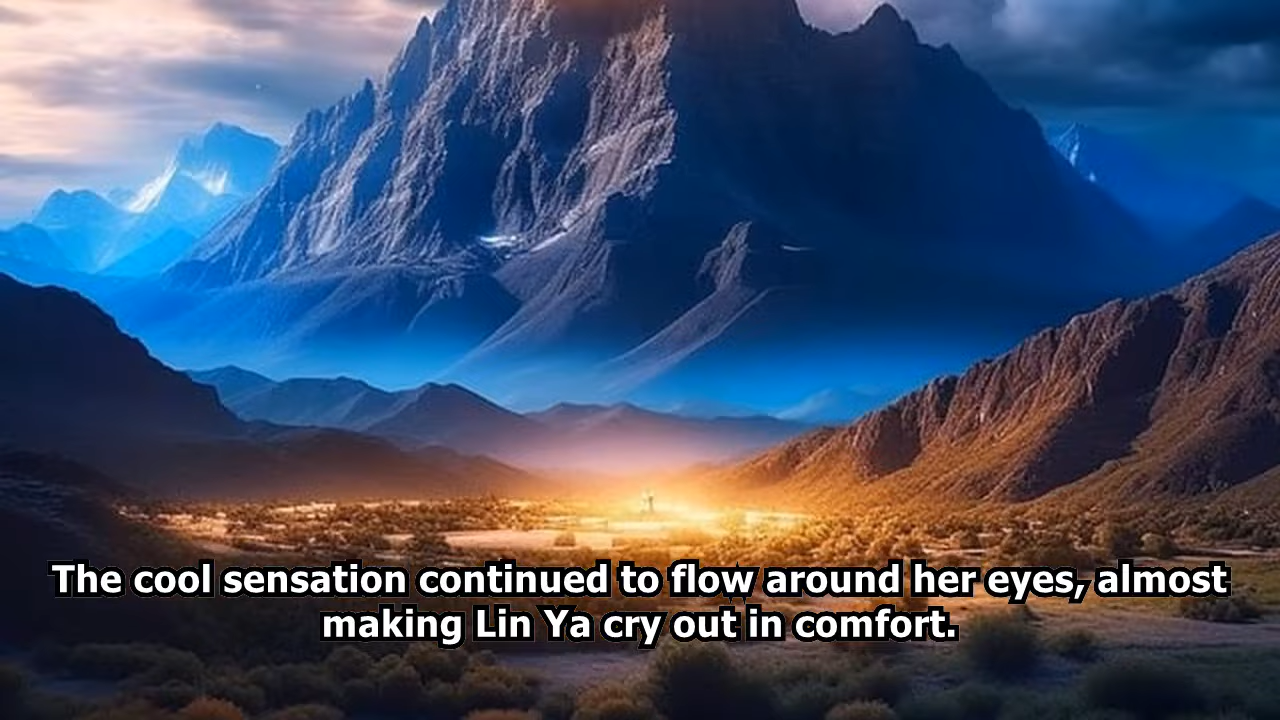 The cool sensation continued to flow around her eyes, almost
making Lin Ya cry out in comfort.